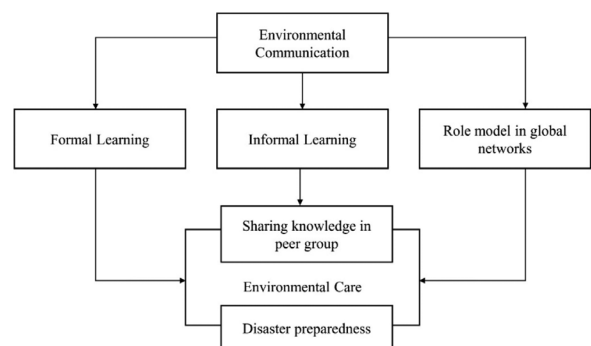 Environmental
Communication
Formal Learning
Informal Learning
Role model in global
networks
Sharing knowledge in
peer group
Environmental Care
Disaster preparedness